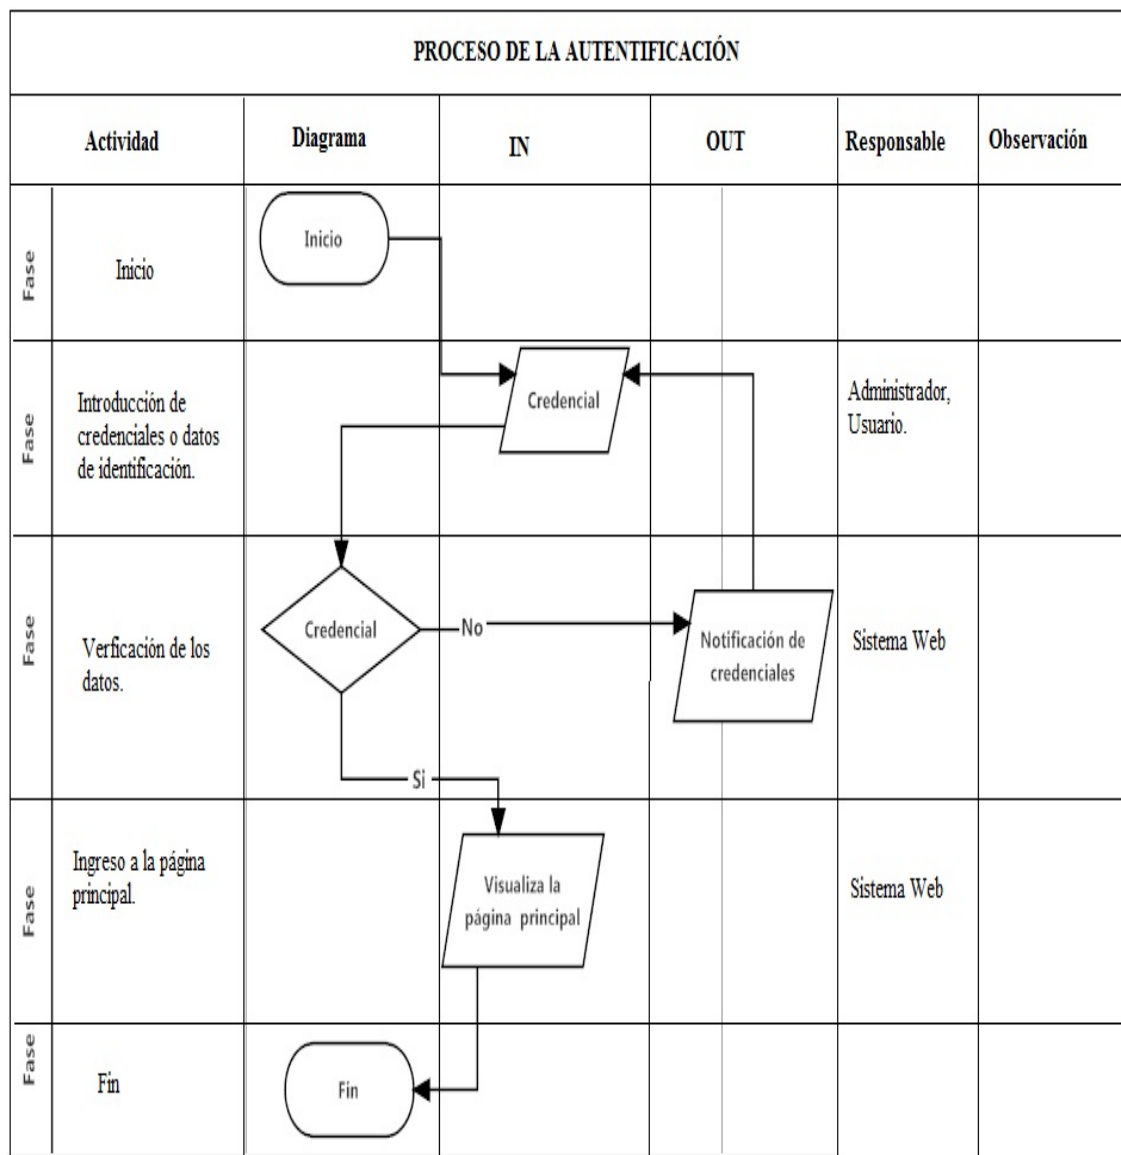 PROCESO DE LA AUTENTIFICACIÓN
Actividad
Diagrama
IN
OUT
Responsable
Observación
Fase
Inicio
Inicio
Fase
Introducción de
credenciales o datos
de identificación.
Credencial
Administrador,
Usuario.
Fase
Verficación de los
datos.
Credencial
No
Notificación de
credenciales
Sistema Web
Si
Fase
Ingreso a la página
principal.
Visualiza la
página principal
Sistema Web
Fase
Fin
Fin